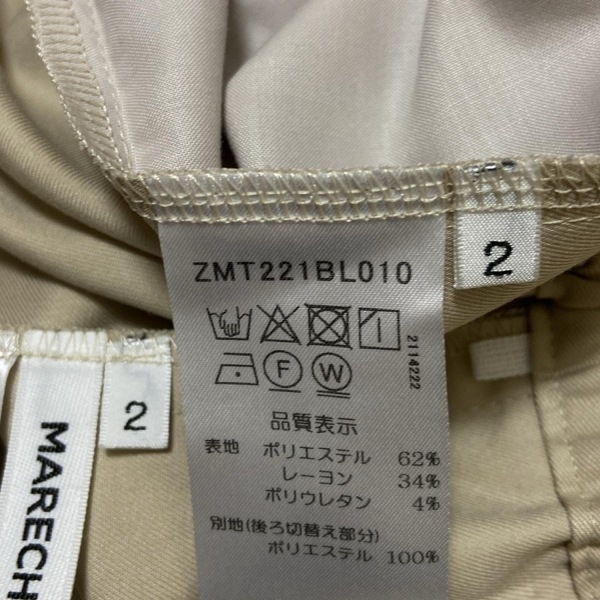 ZMT221BL010
2
2114222
F
W
品質表示
表地 ポリエステル 62%
レーヨン 34%
ポリウレタン 4%
別地(後ろ切替え部分)
ポリエステル 100%
2
MARECH